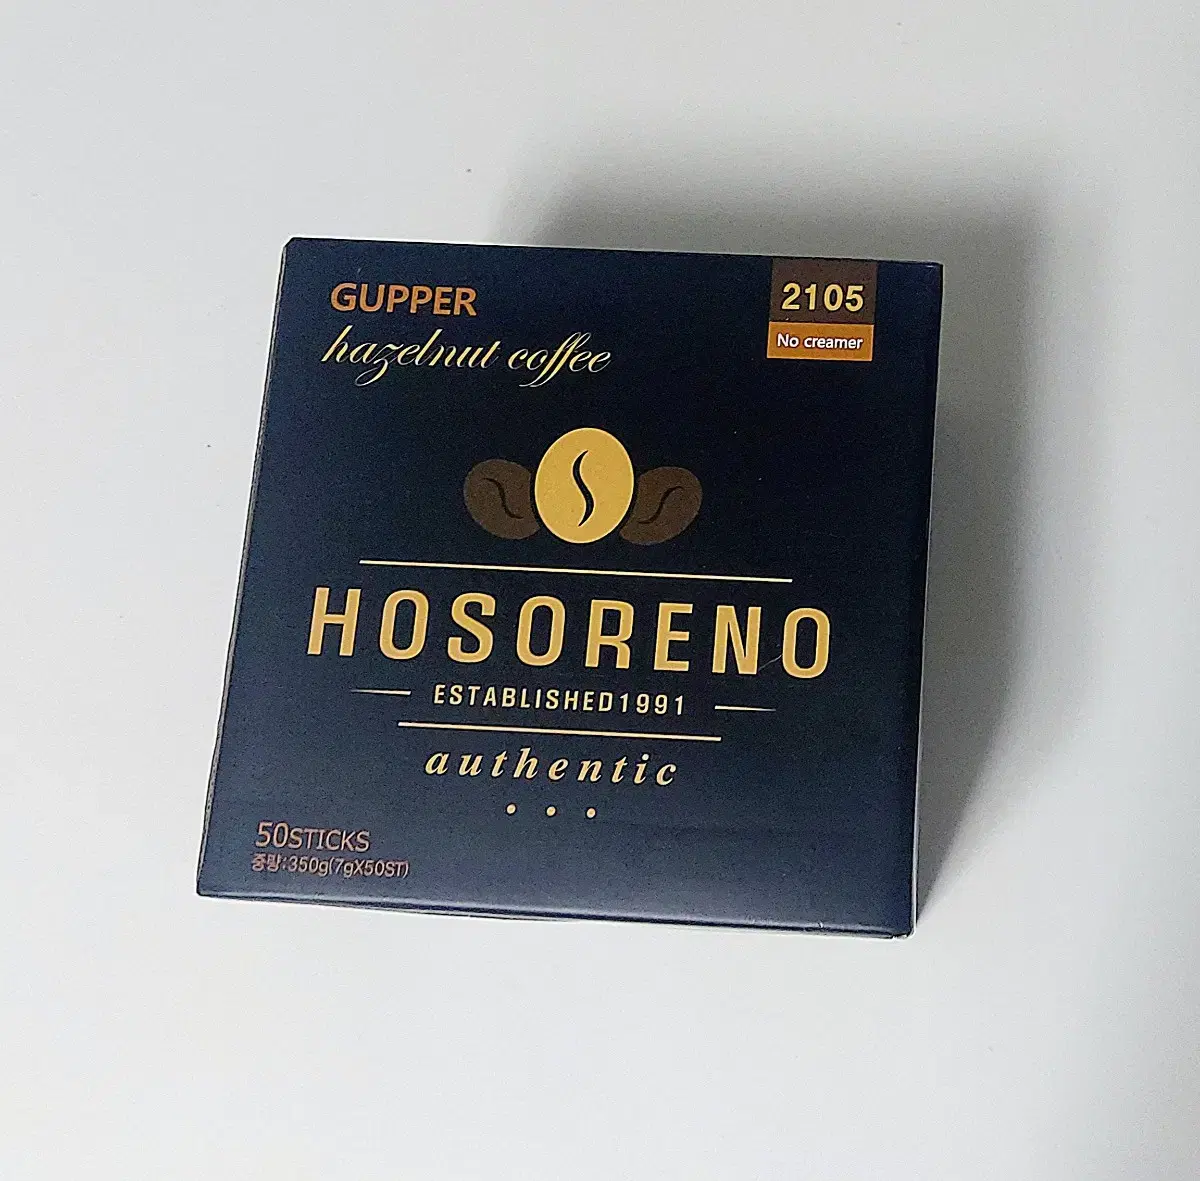 GUPPER
hazelnut coffee
2105
No creamer
HOSORENO
ESTABLISHED1991
authentic
50STICKS
중량:350g(7gX50ST)